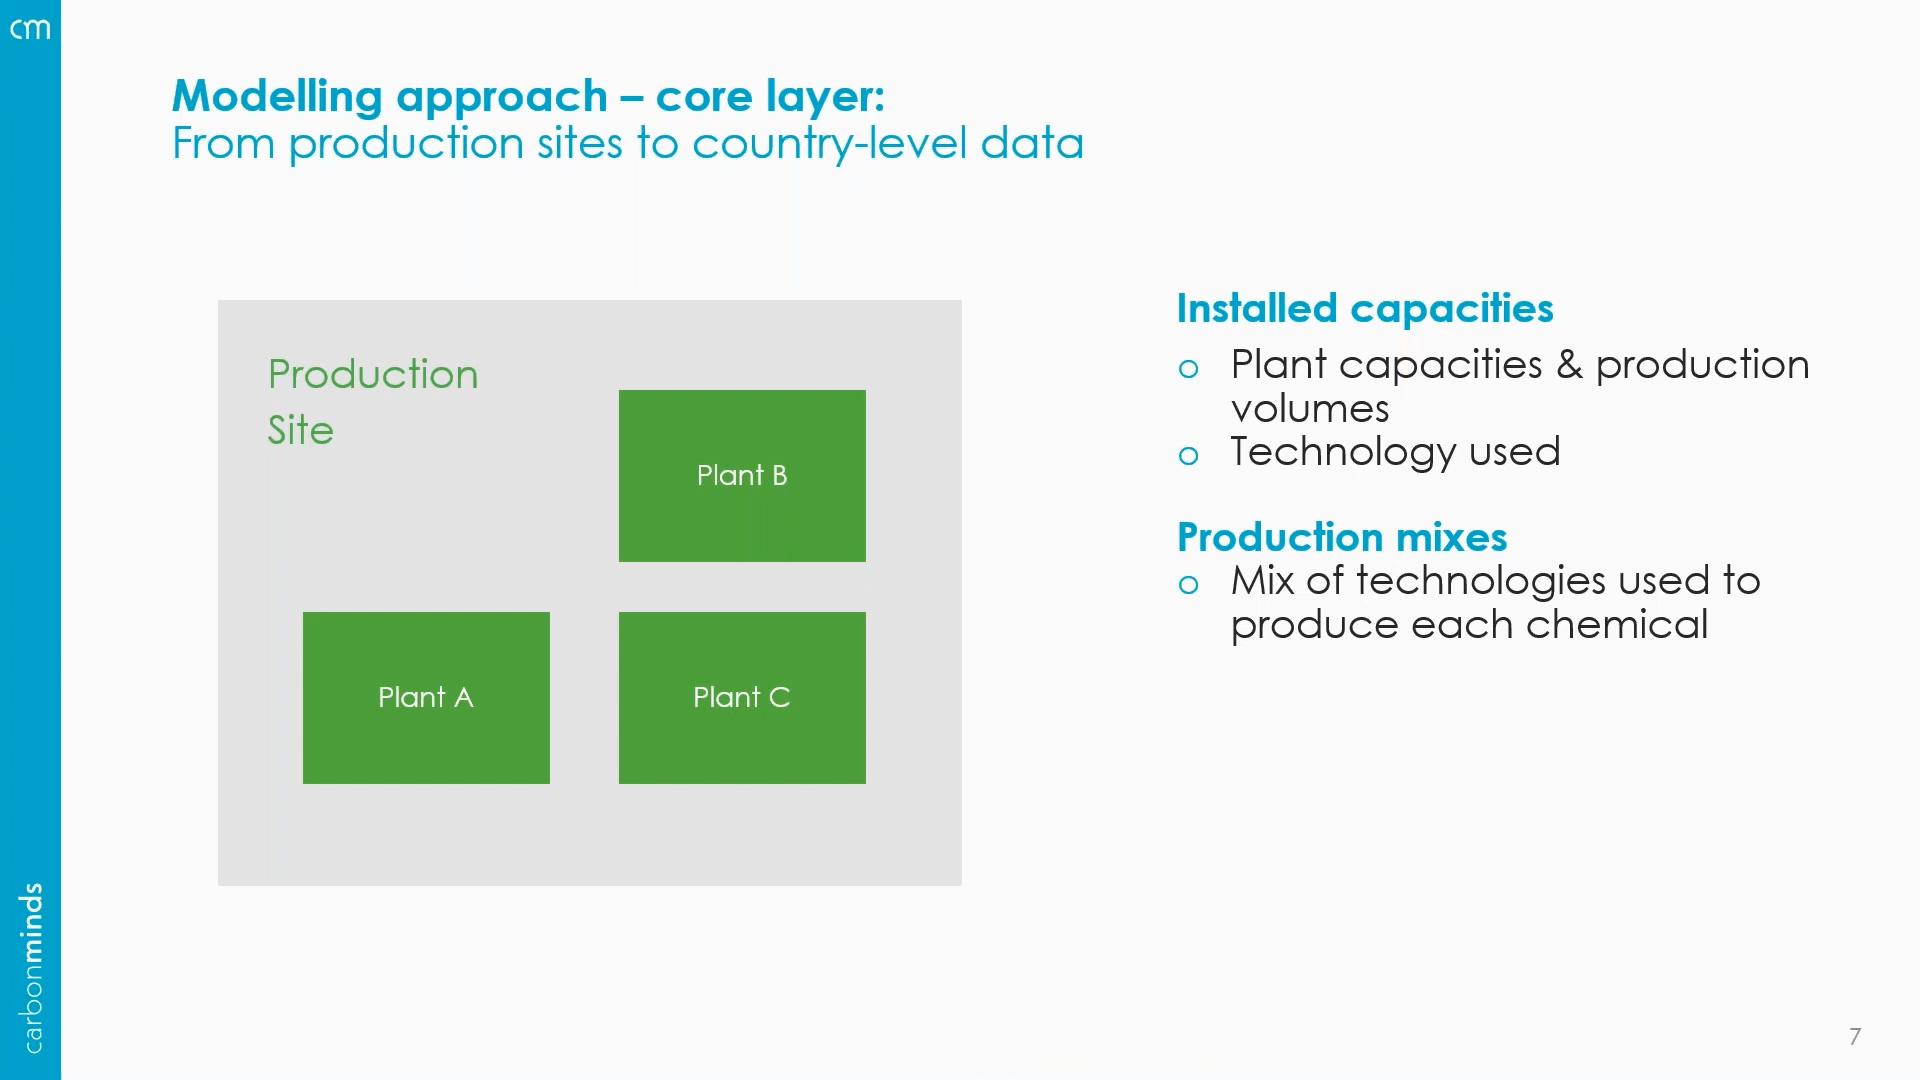 cm
Modelling approach – core layer:
From production sites to country-level data
Production
Site
Plant B
Plant A
Plant C
Installed capacities
o Plant capacities & production
volumes
o Technology used
Production mixes
o Mix of technologies used to
produce each chemical
carbonminds
7